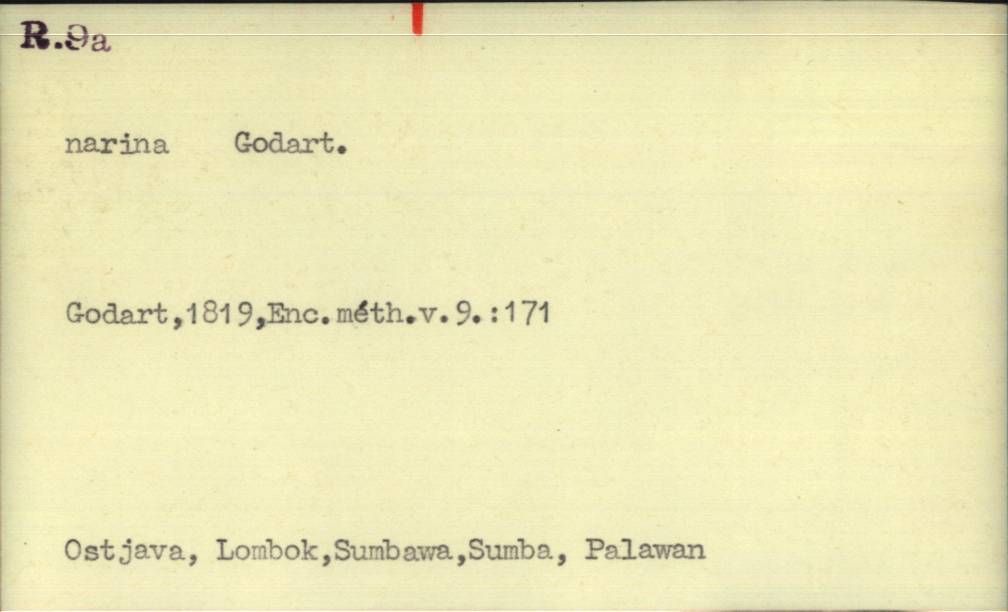 R.9a
narina Godart.
Godart,1819,Enc.méth.v.9.:171
Ostjava, Lombok,Sumbawa,Sumba, Palawan